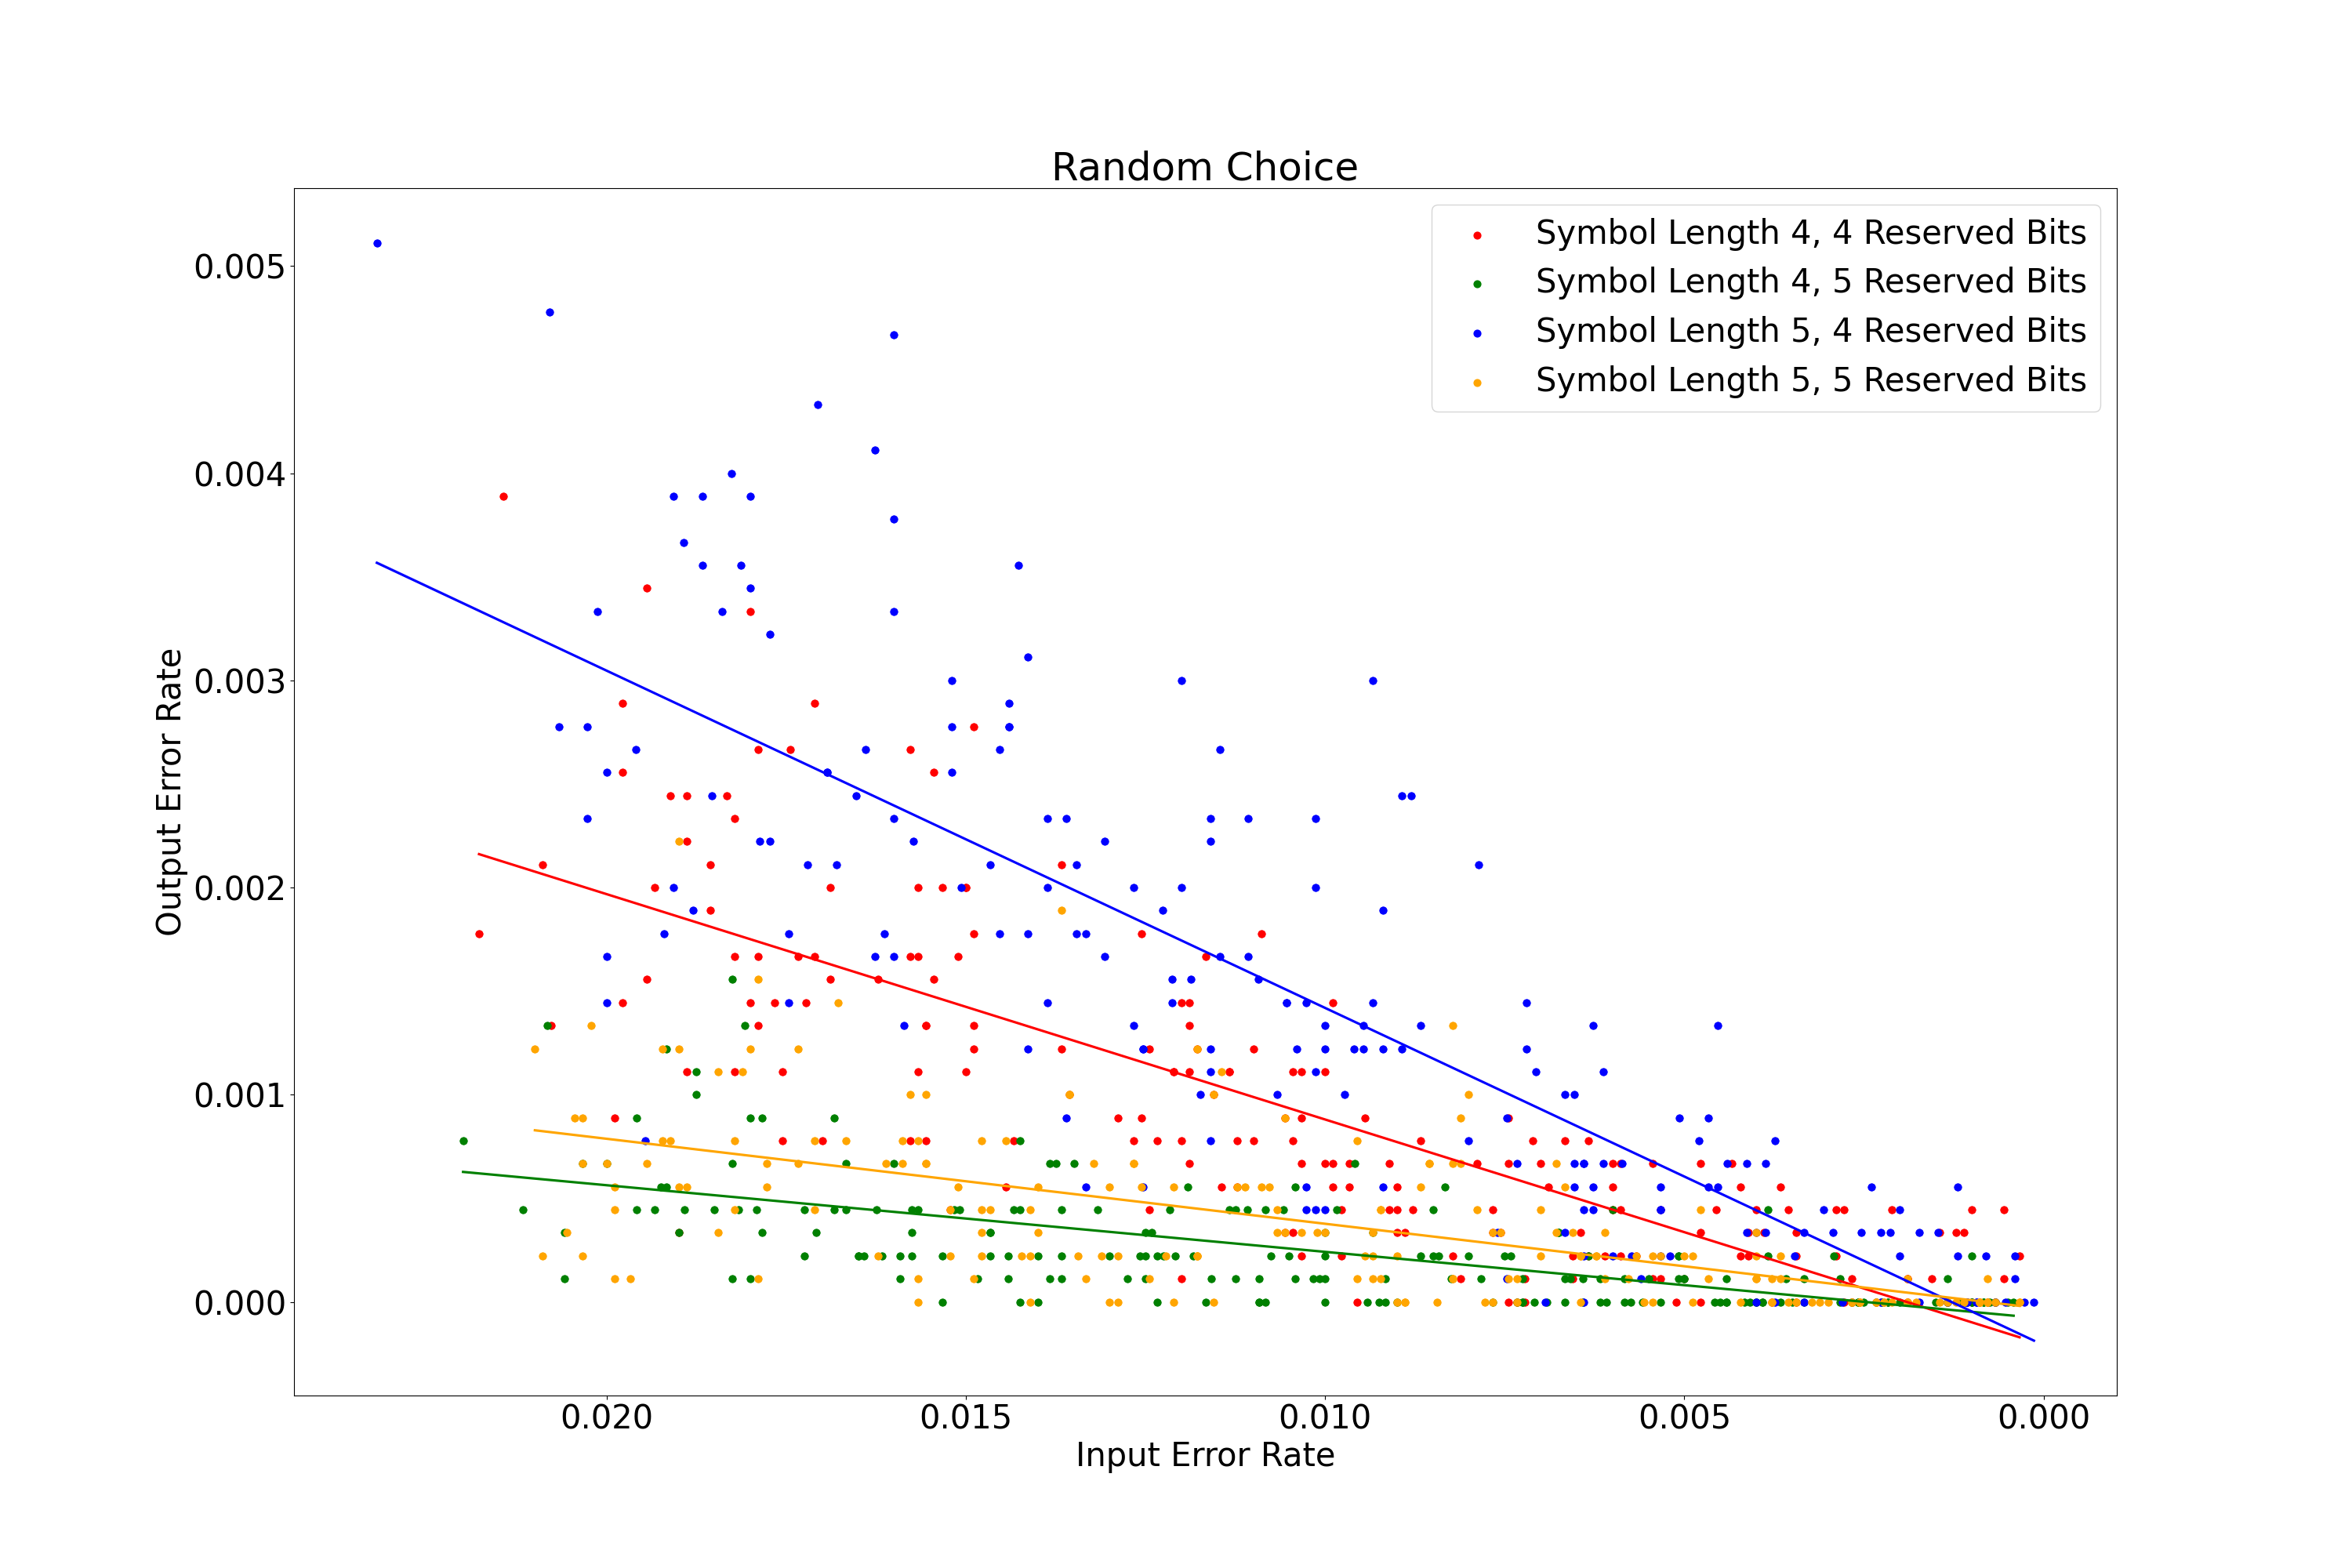 Random Choice
Symbol Length 4, 4 Reserved Bits
Symbol Length 4, 5 Reserved Bits
Symbol Length 5, 4 Reserved Bits
Symbol Length 5, 5 Reserved Bits
Output Error Rate
0.005
0.004
0.003
0.002
0.001
0.000
0.020 0.015 0.010 0.005 0.000
Input Error Rate